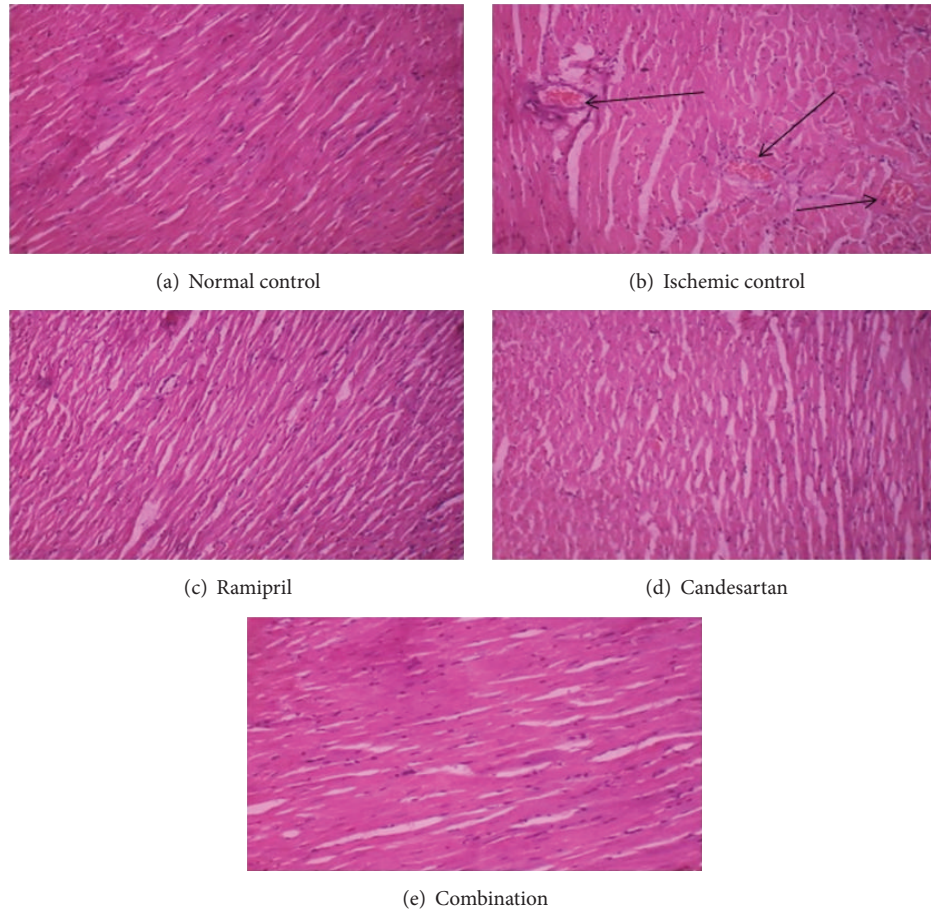 (a) Normal control
(b) Ischemic control
(c) Ramipril
(d) Candesartan
(e) Combination